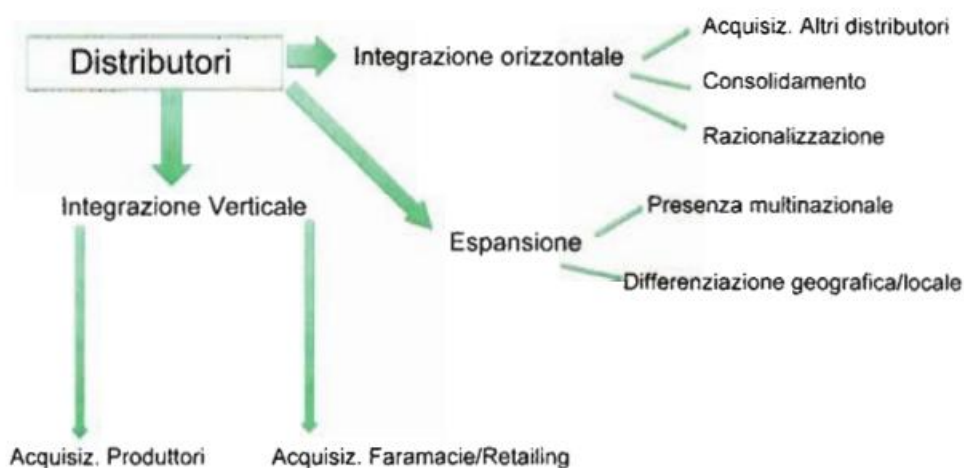 Distributori
Integrazione orizzontale
Acquisiz. Altri distributori
Consolidamento
Razionalizzazione
Integrazione Verticale
Espansione
Presenza multinazionale
Differenziazione geografica/locale
Acquisiz. Produttori
Acquisiz. Faramacie/Retailing